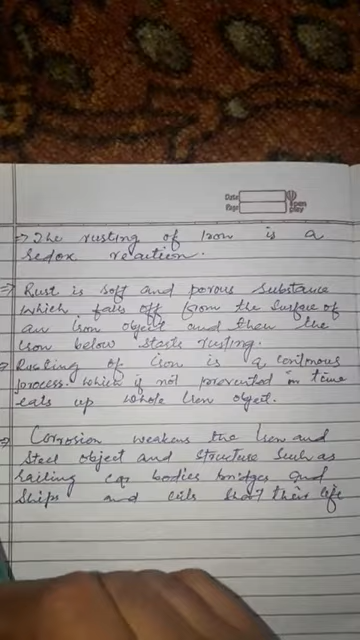 Date
Page
⇒ The rusting of Iron is a
redox reaction.
⇒ Rust is soft and porous substance
which falls off from the surface of
an Iron object and then the
Iron below starts rusting.
⇒ Rusting of iron is a continous
process. which if not prevented in time
eats up whole Iron object.
⇒ Corrosion weakens the Iron and
steel object and structure such as
railing car bodies bridges and
ships and cuts short their life